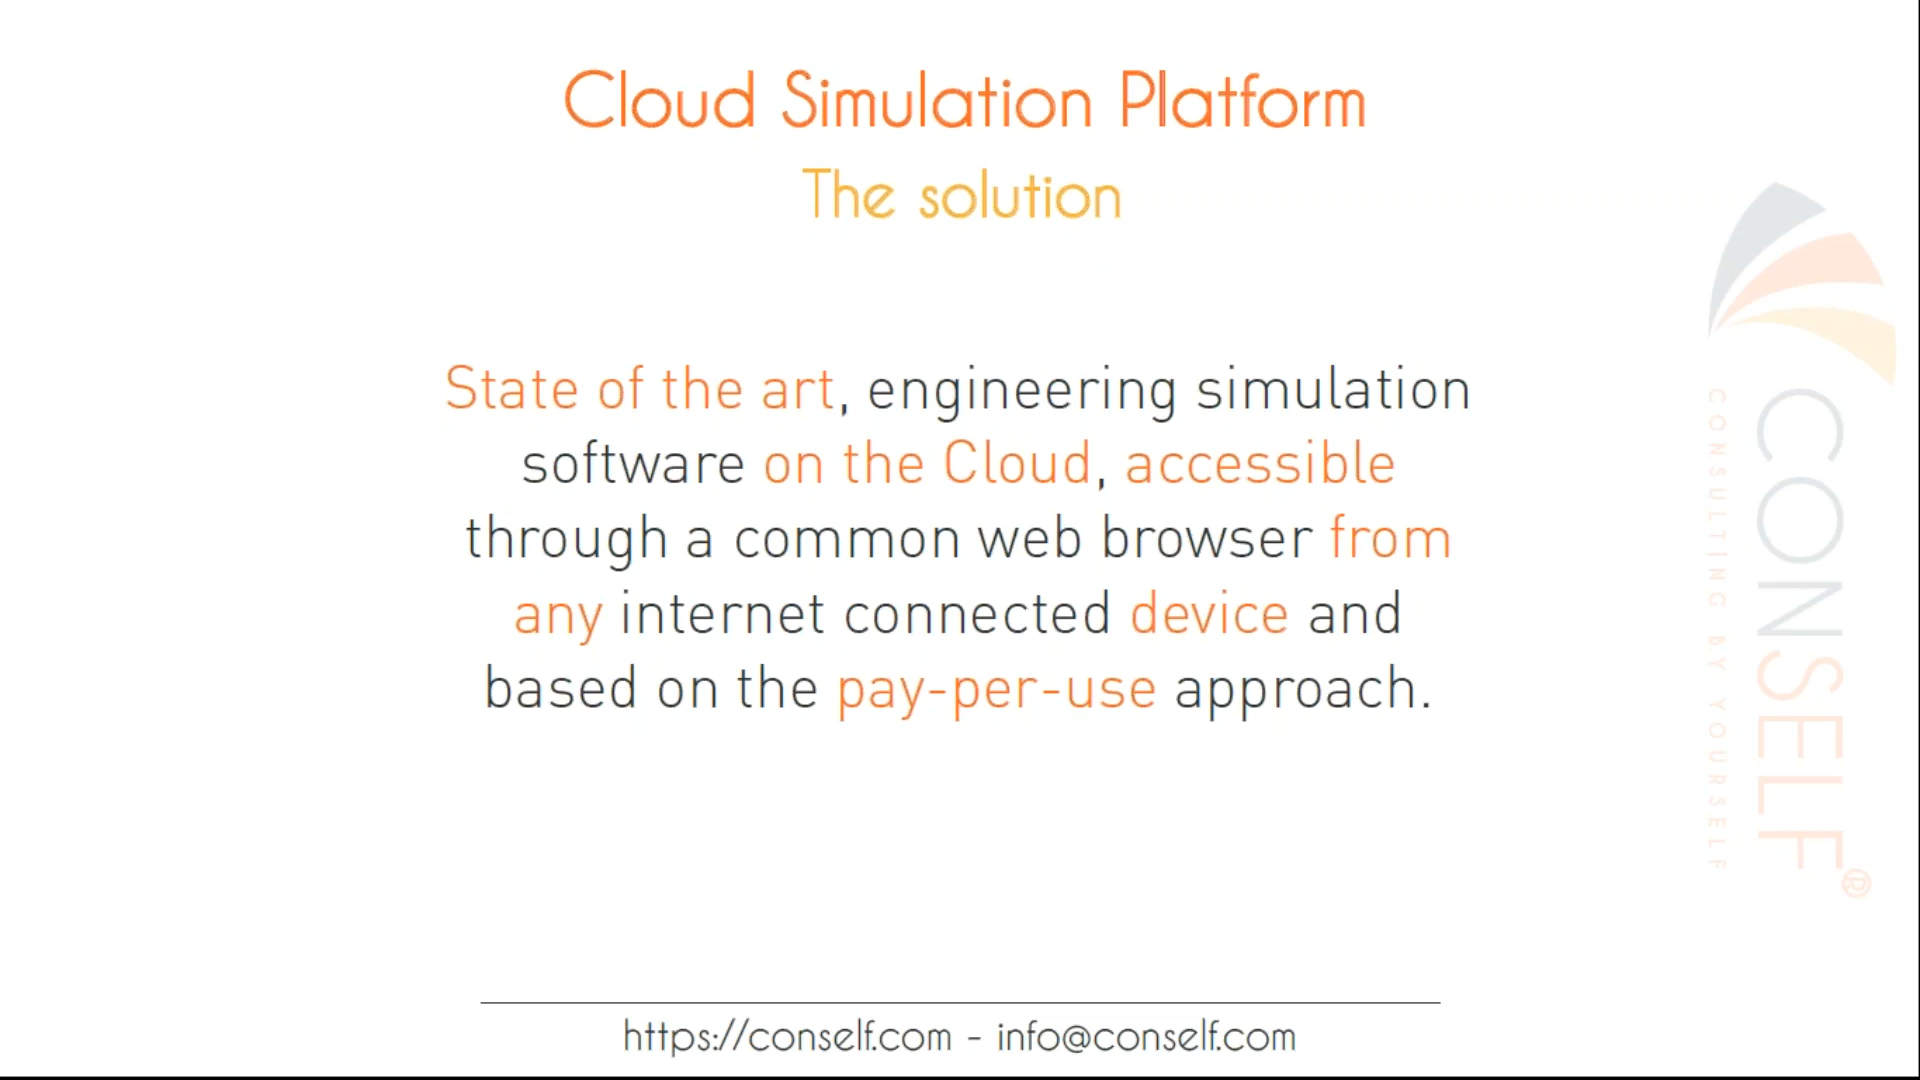 Cloud Simulation Platform
The solution
State of the art, engineering simulation
software on the Cloud, accessible
through a common web browser from
any internet connected device and
based on the pay-per-use approach.
CONSELF®
CONSULTING BY YOURSELF
https://conself.com - info@conself.com